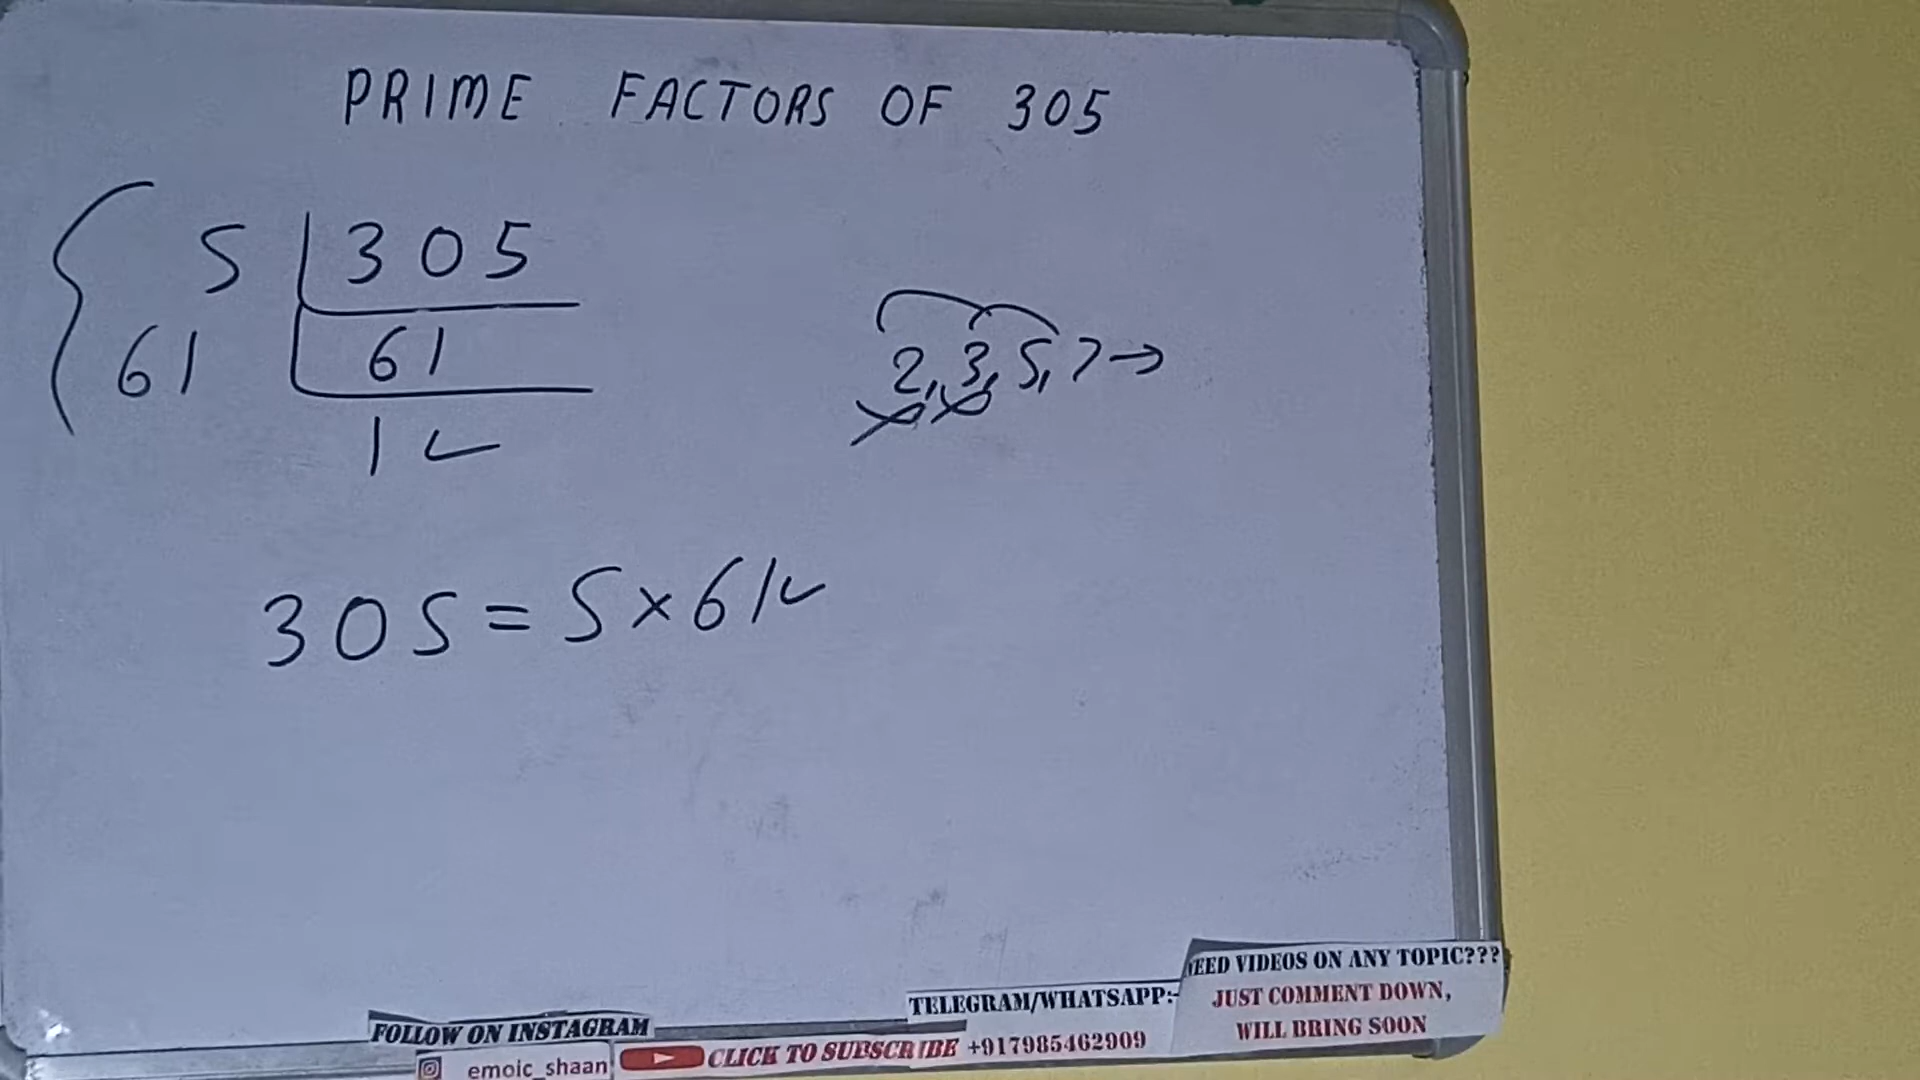 PRIME FACTORS OF 305
5 305
61 61
1
2, 3, 5, 7 →
305 = 5 × 61
EED VIDEOS ON ANY TOPIC???
JUST COMMENT DOWN,
WILL BRING SOON
TELEGRAM/WHATSAPP:-
+917985462909
FOLLOW ON INSTAGRAM
emoic_shaan
CLICK TO SUBSCRIBE